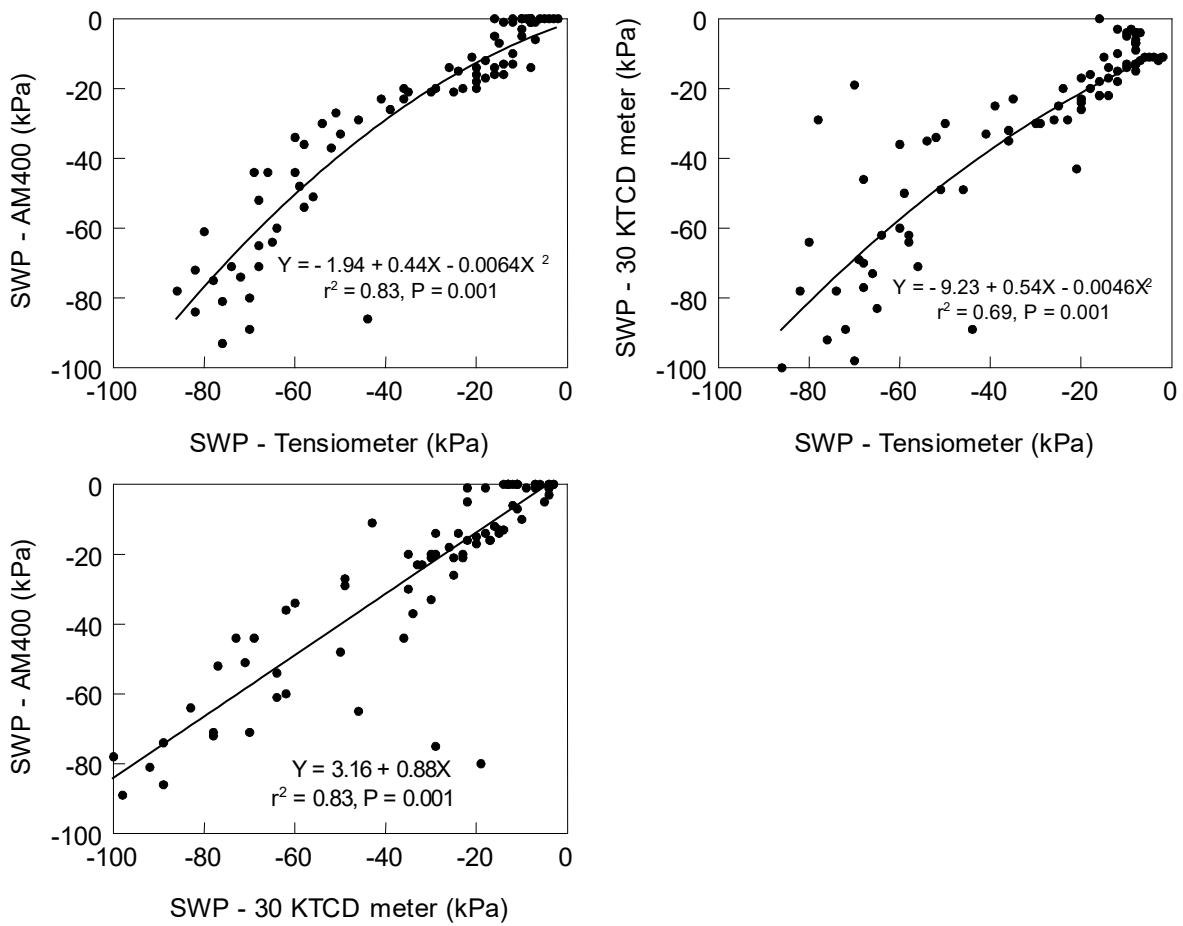 0
-20
-40
-60
-80
-100
SWP - AM400 (kPa)
Y = - 1.94 + 0.44X - 0.0064X 2
r2 = 0.83, P = 0.001
-100 -80 -60 -40 -20 0
SWP - Tensiometer (kPa)
0
-20
-40
-60
-80
-100
SWP - 30 KTCD meter (kPa)
Y = - 9.23 + 0.54X - 0.0046X2
r2 = 0.69, P = 0.001
-100 -80 -60 -40 -20 0
SWP - Tensiometer (kPa)
0
-20
-40
-60
-80
-100
SWP - AM400 (kPa)
Y = 3.16 + 0.88X
r2 = 0.83, P = 0.001
-100 -80 -60 -40 -20 0
SWP - 30 KTCD meter (kPa)